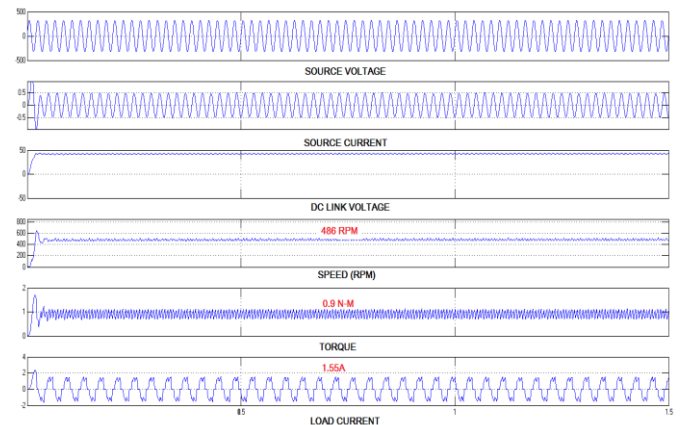 500
0
-500
SOURCE VOLTAGE
0.5
0
-0.5
SOURCE CURRENT
50
0
-50
DC LINK VOLTAGE
800
600
400
200
0
486 RPM
SPEED (RPM)
2
1
0
0.9 N-M
TORQUE
4
2
0
-2
1.55A
0.5
1
1.5
LOAD CURRENT